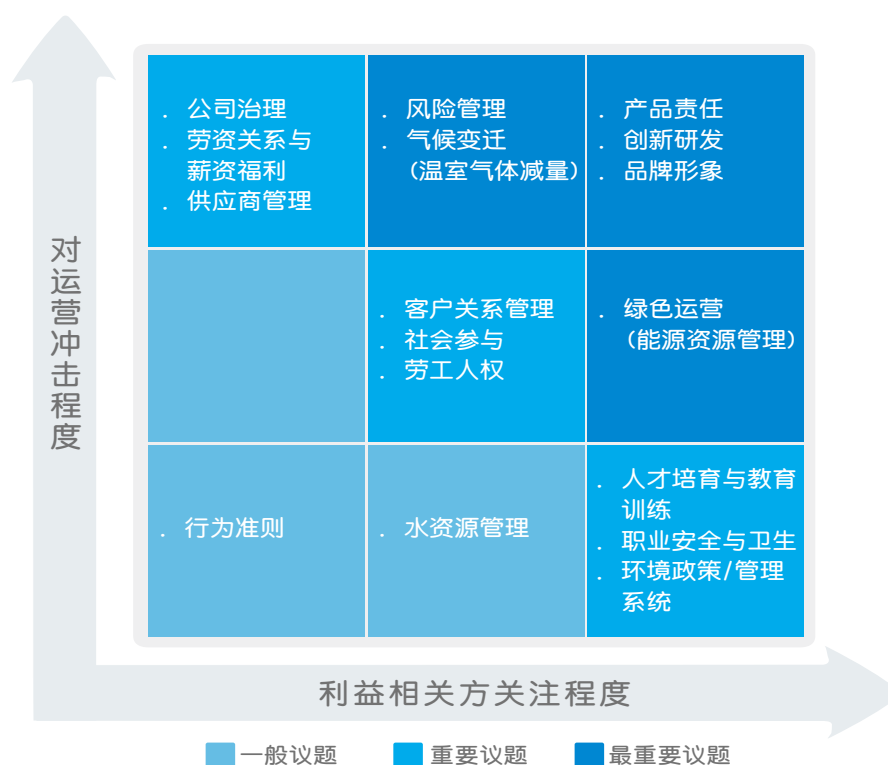 对运营冲击程度
. 公司治理
. 劳资关系与
薪资福利
. 供应商管理
. 风险管理
. 气候变迁
(温室气体减量)
. 产品责任
. 创新研发
. 品牌形象
. 客户关系管理
. 社会参与
. 劳工人权
. 绿色运营
(能源资源管理)
. 行为准则
. 水资源管理
. 人才培育与教育
训练
. 职业安全与卫生
. 环境政策/管理
系统
利益相关方关注程度
一般议题
重要议题
最重要议题